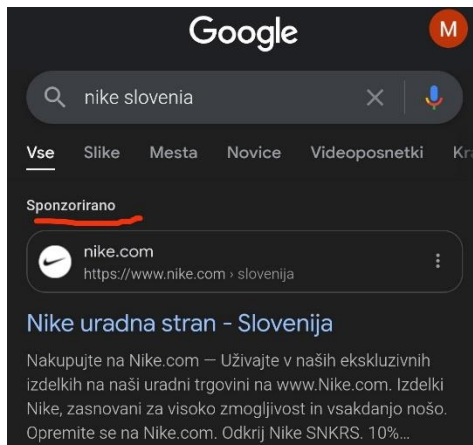 Google
M
nike slovenia
Vse Slike Mesta Novice Videoposnetki Kr
Sponzorirano
nike.com
https://www.nike.com › slovenija
Nike uradna stran - Slovenija
Nakupujte na Nike.com — Uživajte v naših ekskluzivnih
izdelkih na naši uradni trgovini na www.Nike.com. Izdelki
Nike, zasnovani za visoko zmogljivost in vsakdanjo nošo.
Opremite se na Nike.com. Odkrij Nike SNKRS. 10%...